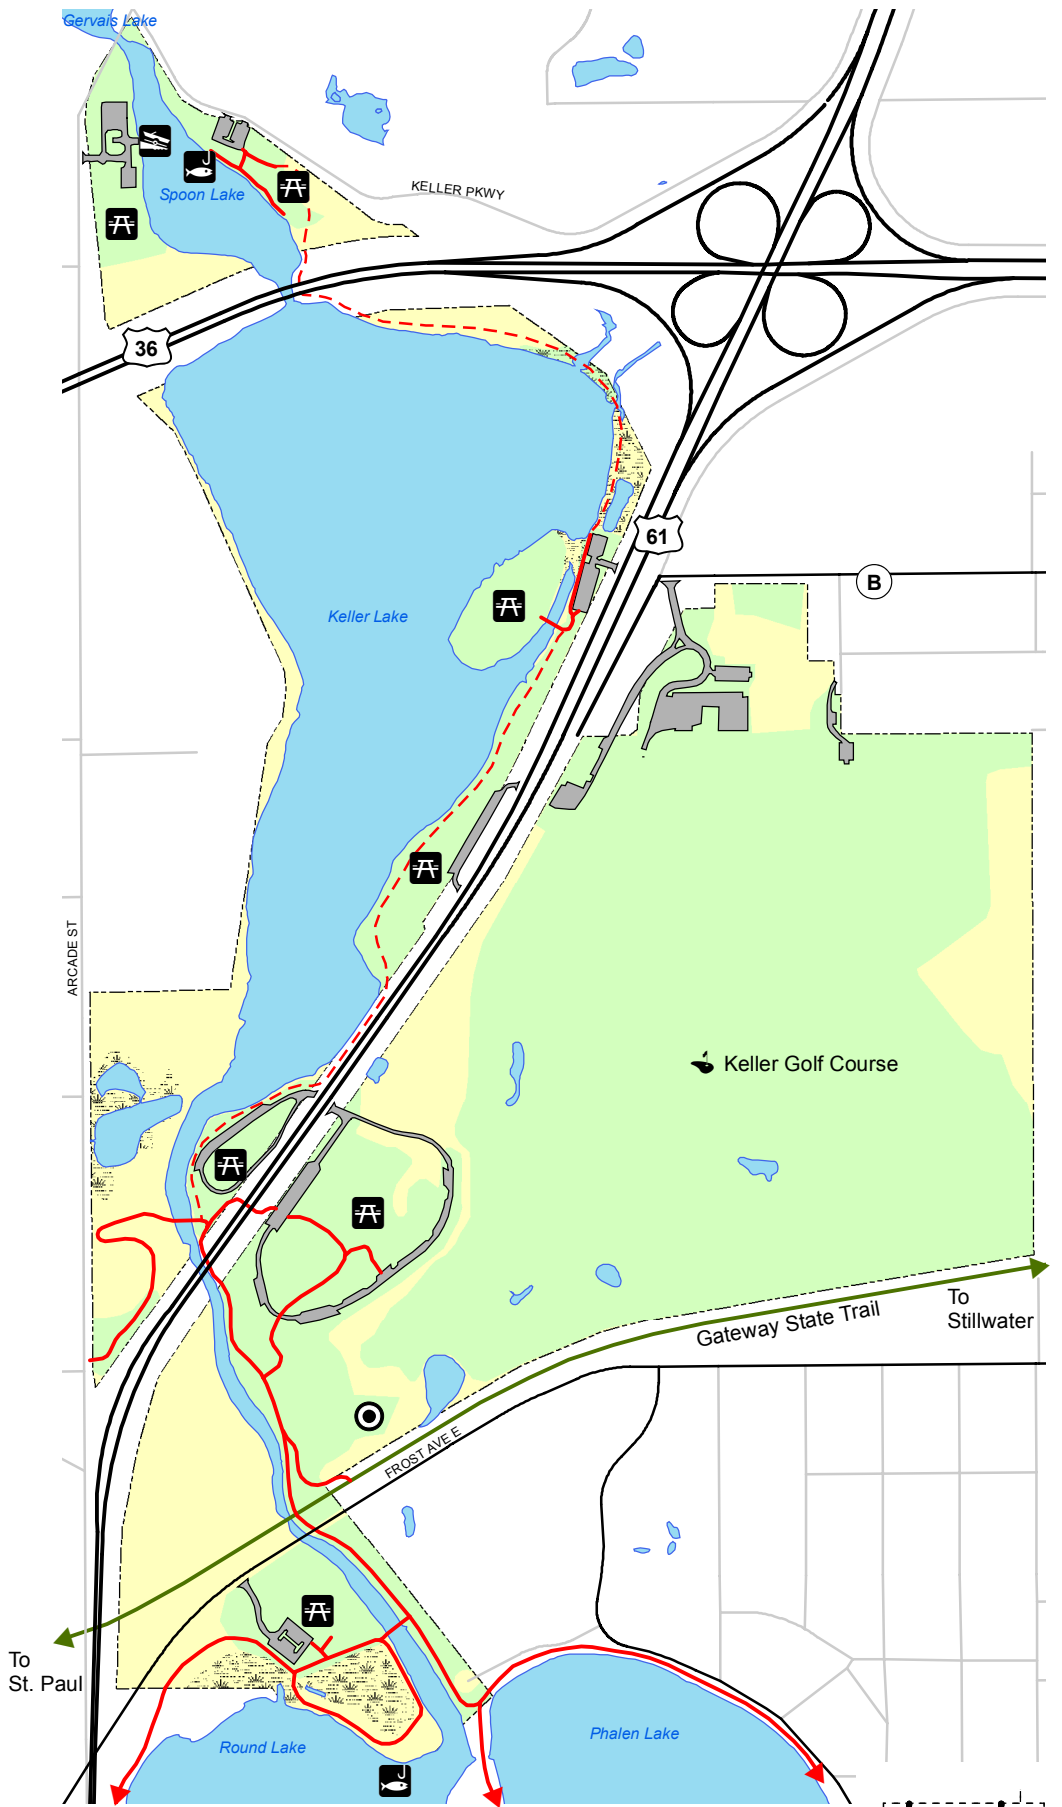 Gervais Lake
Spoon Lake
KELLER PKWY
36
61
B
Keller Lake
ARCADE ST
Keller Golf Course
To
Stillwater
Gateway State Trail
FROST AVE E
To
St. Paul
Round Lake
Phalen Lake